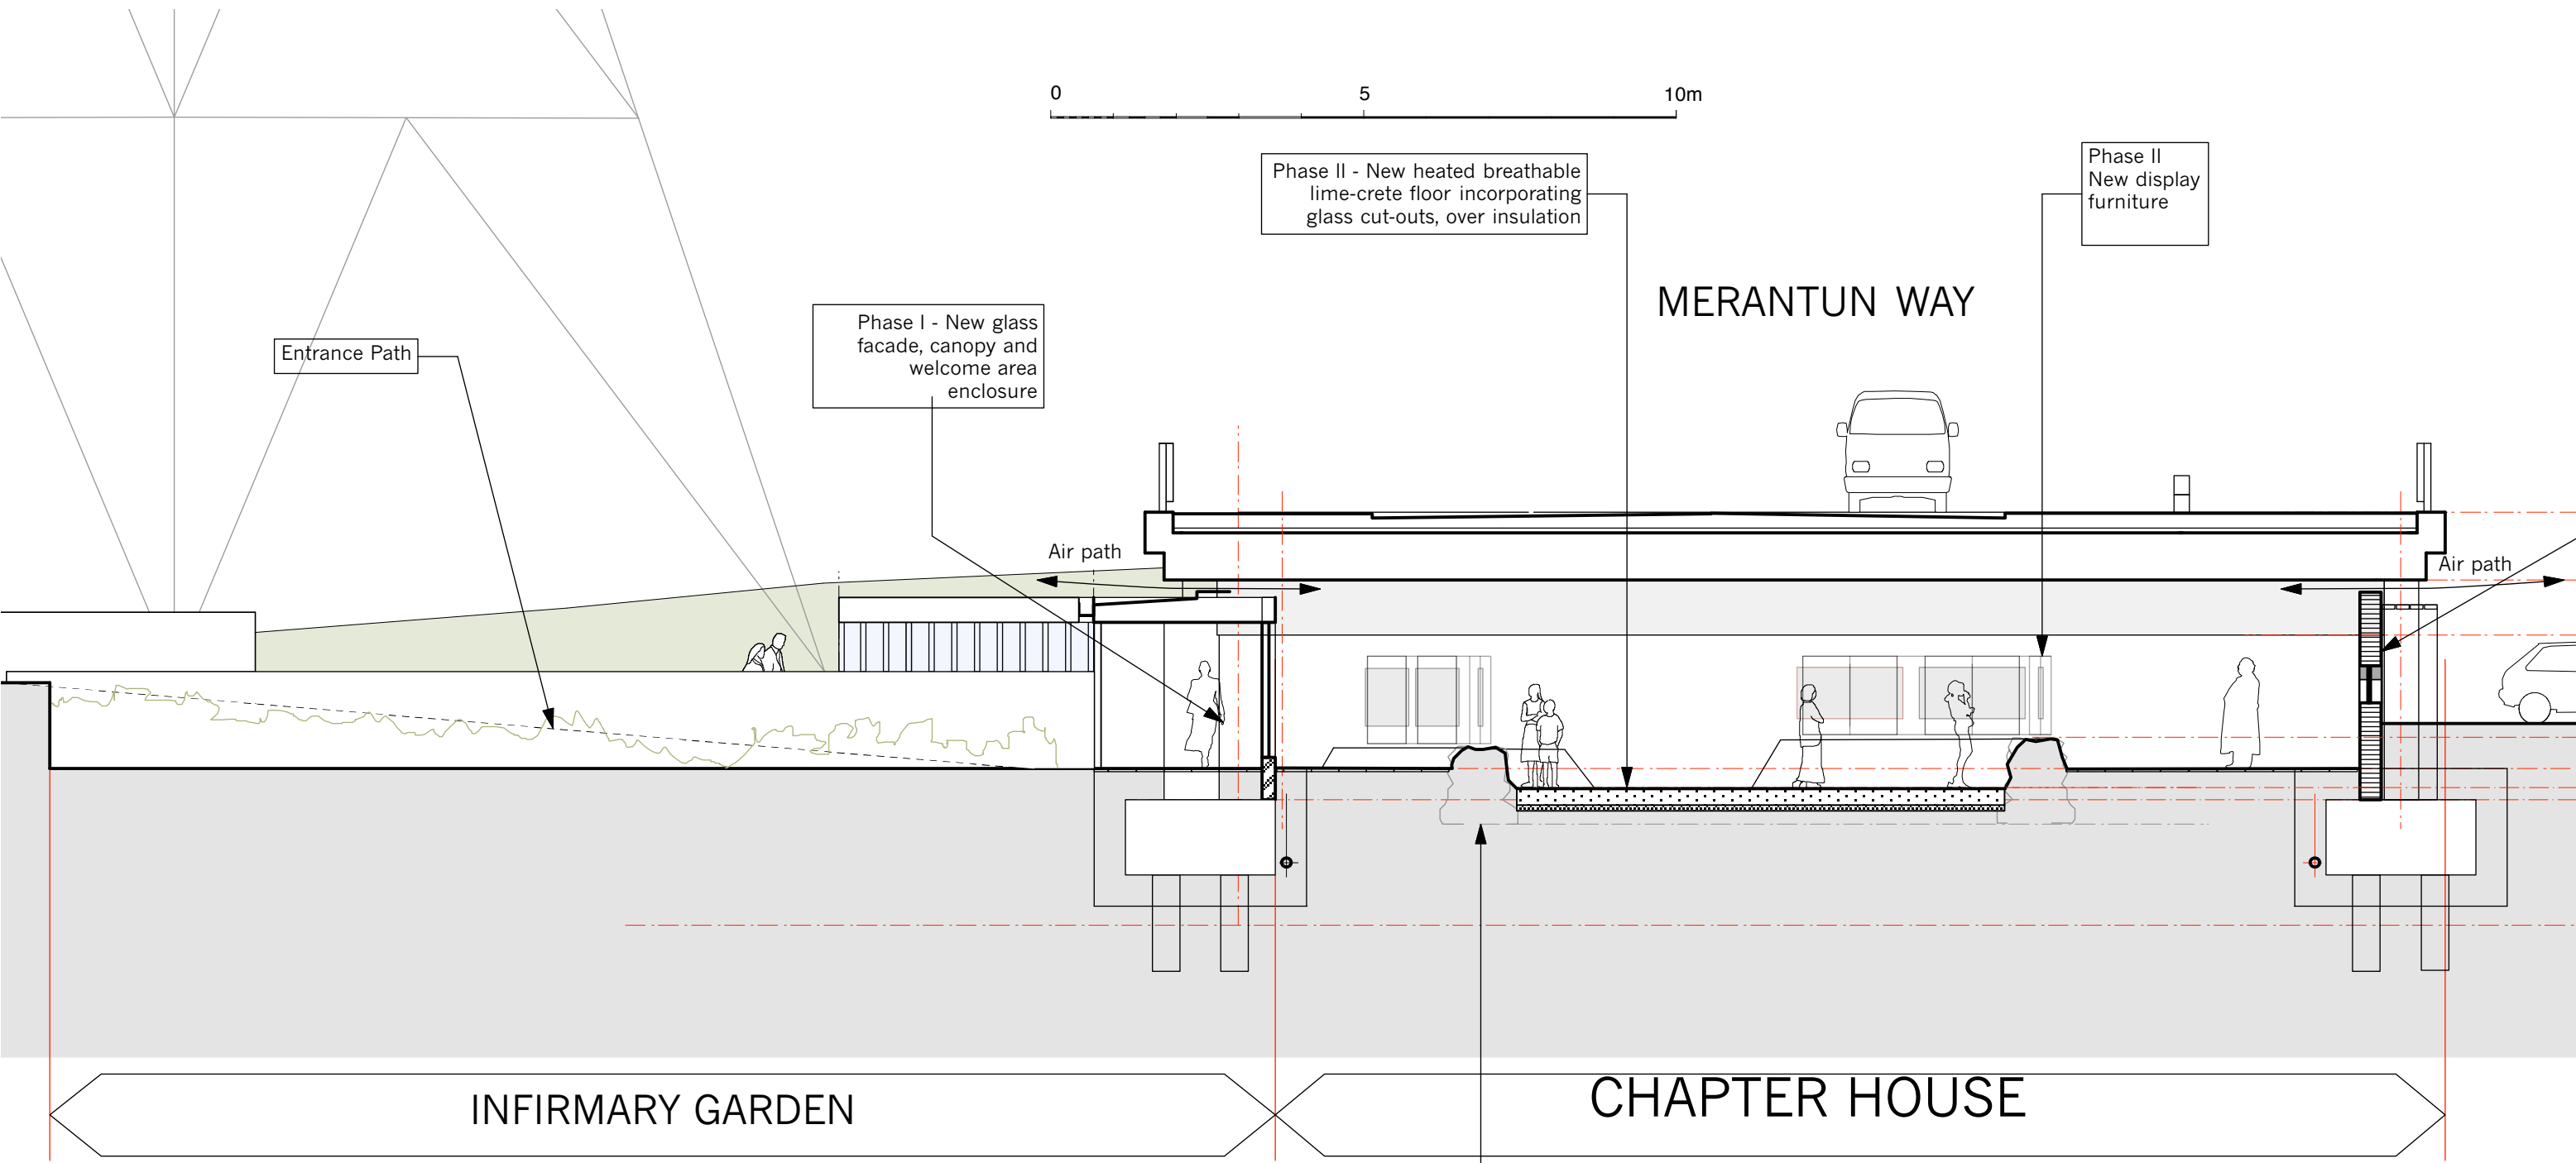 0 5 10m
Phase II - New heated breathable
lime-crete floor incorporating
glass cut-outs, over insulation
Phase II
New display
furniture
MERANTUN WAY
Phase I - New glass
facade, canopy and
welcome area
enclosure
Entrance Path
Air path
Air path
INFIRMARY GARDEN
CHAPTER HOUSE